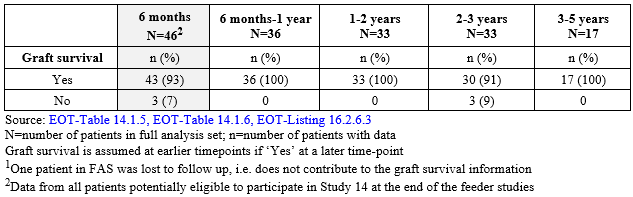 6 months 6 months-1 year 1-2 years 2-3 years 3-5 years
N=46² N=36 N=33 N=33 N=17
Graft survival n (%) n (%) n (%) n (%) n (%)
Yes 43 (93) 36 (100) 33 (100) 30 (91) 17 (100)
No 3 (7) 0 0 3 (9) 0
Source: EOT-Table 14.1.5, EOT-Table 14.1.6, EOT-Listing 16.2.6.3
N=number of patients in full analysis set; n=number of patients with data
Graft survival is assumed at earlier timepoints if ‘Yes’ at a later time-point
¹One patient in FAS was lost to follow up, i.e. does not contribute to the graft survival information
²Data from all patients potentially eligible to participate in Study 14 at the end of the feeder studies